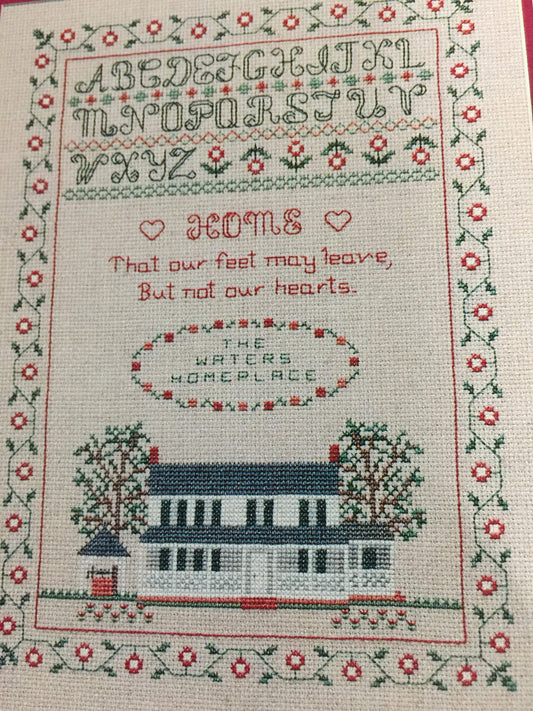 ABCDEFGHIJKL
MNOPQRSTUV
WXYZ
HOME
That our feet may leave,
But not our hearts.
THE
WATERS
HOMEPLACE